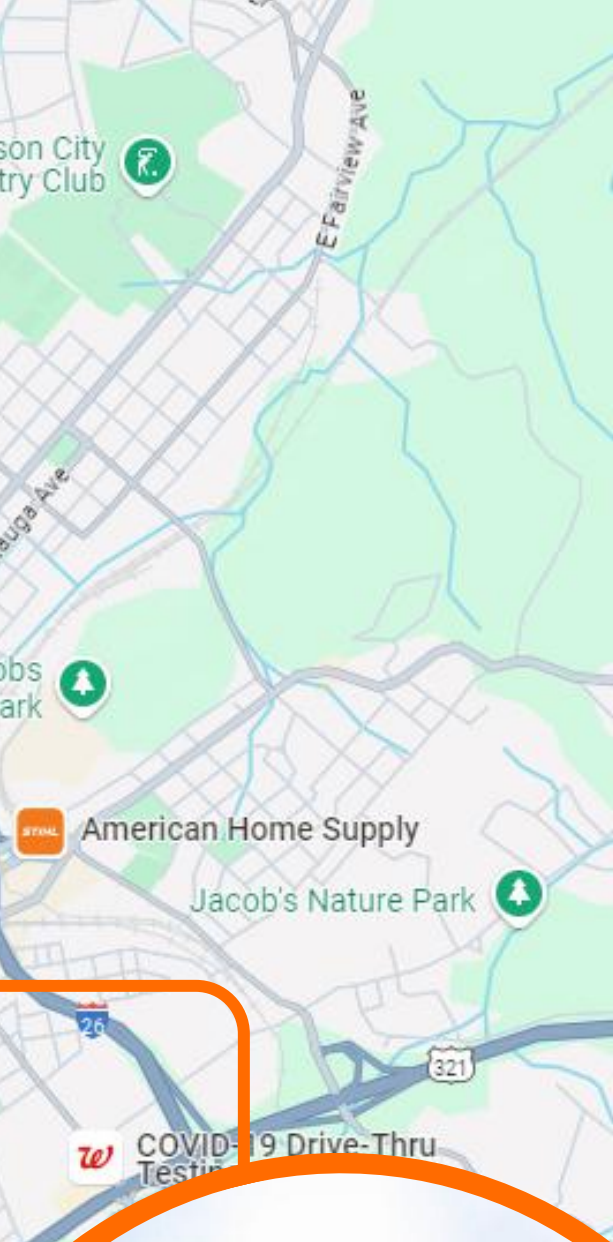 son City
try Club
E Fairview Ave
auga Ave
obs
ark
STIHL
American Home Supply
Jacob's Nature Park
26
321
COVID-19 Drive-Thru
Testin